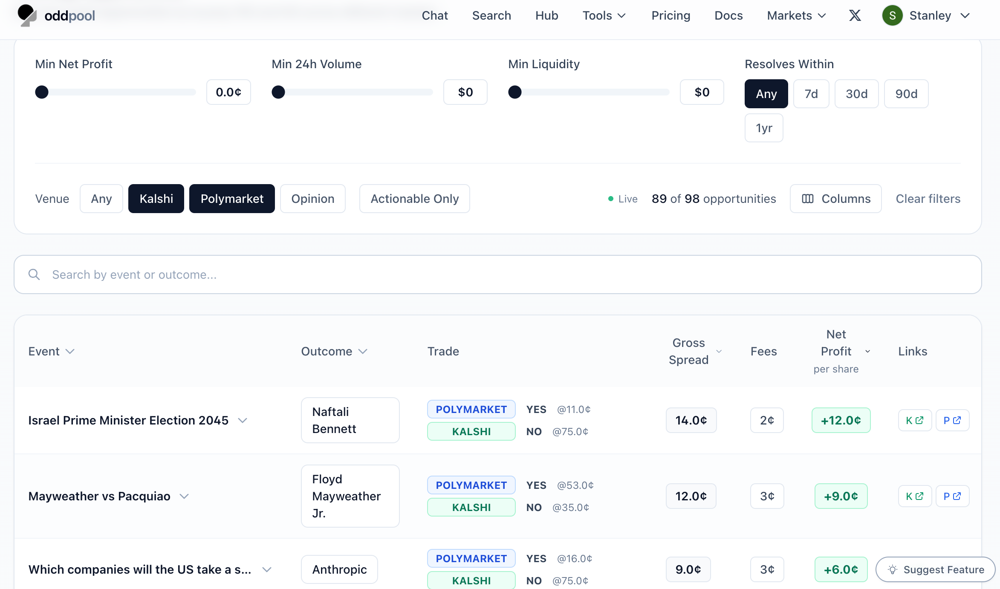 oddpool
Chat Search Hub Tools Pricing Docs Markets X S Stanley
Min Net Profit Min 24h Volume Min Liquidity Resolves Within
0.0¢ $0 $0 Any 7d 30d 90d
1yr
Venue Any Kalshi Polymarket Opinion Actionable Only Live 89 of 98 opportunities Columns Clear filters
Search by event or outcome...
Event Outcome Trade Gross Spread Fees Net Profit per share Links
Israel Prime Minister Election 2045
Naftali
Bennett
POLYMARKET YES @11.0¢
KALSHI NO @75.0¢
14.0¢ 2¢ +12.0¢ K P
Mayweather vs Pacquiao
Floyd
Mayweather
Jr.
POLYMARKET YES @53.0¢
KALSHI NO @35.0¢
12.0¢ 3¢ +9.0¢ K P
Which companies will the US take a s...
Anthropic
POLYMARKET YES @16.0¢
KALSHI NO @75.0¢
9.0¢ 3¢ +6.0¢
Suggest Feature